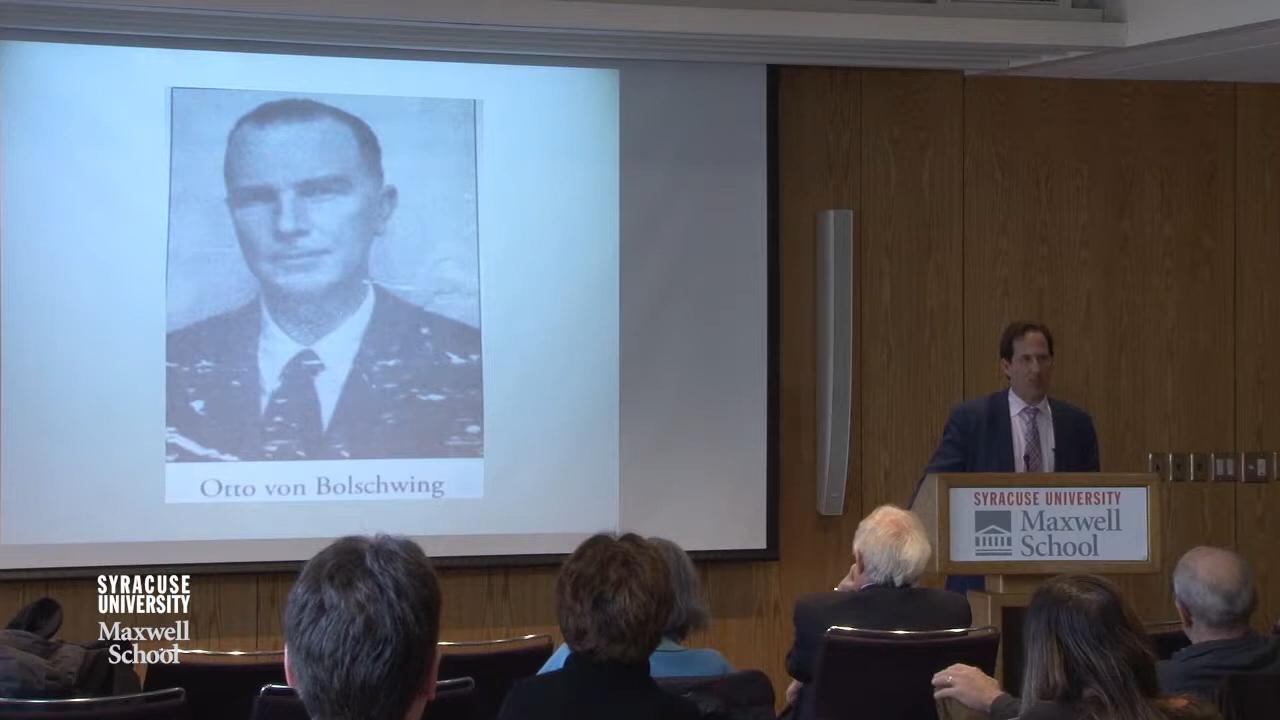 Otto von Bolschwing
SYRACUSE UNIVERSITY
Maxwell
School
SYRACUSE
UNIVERSITY
Maxwell
School